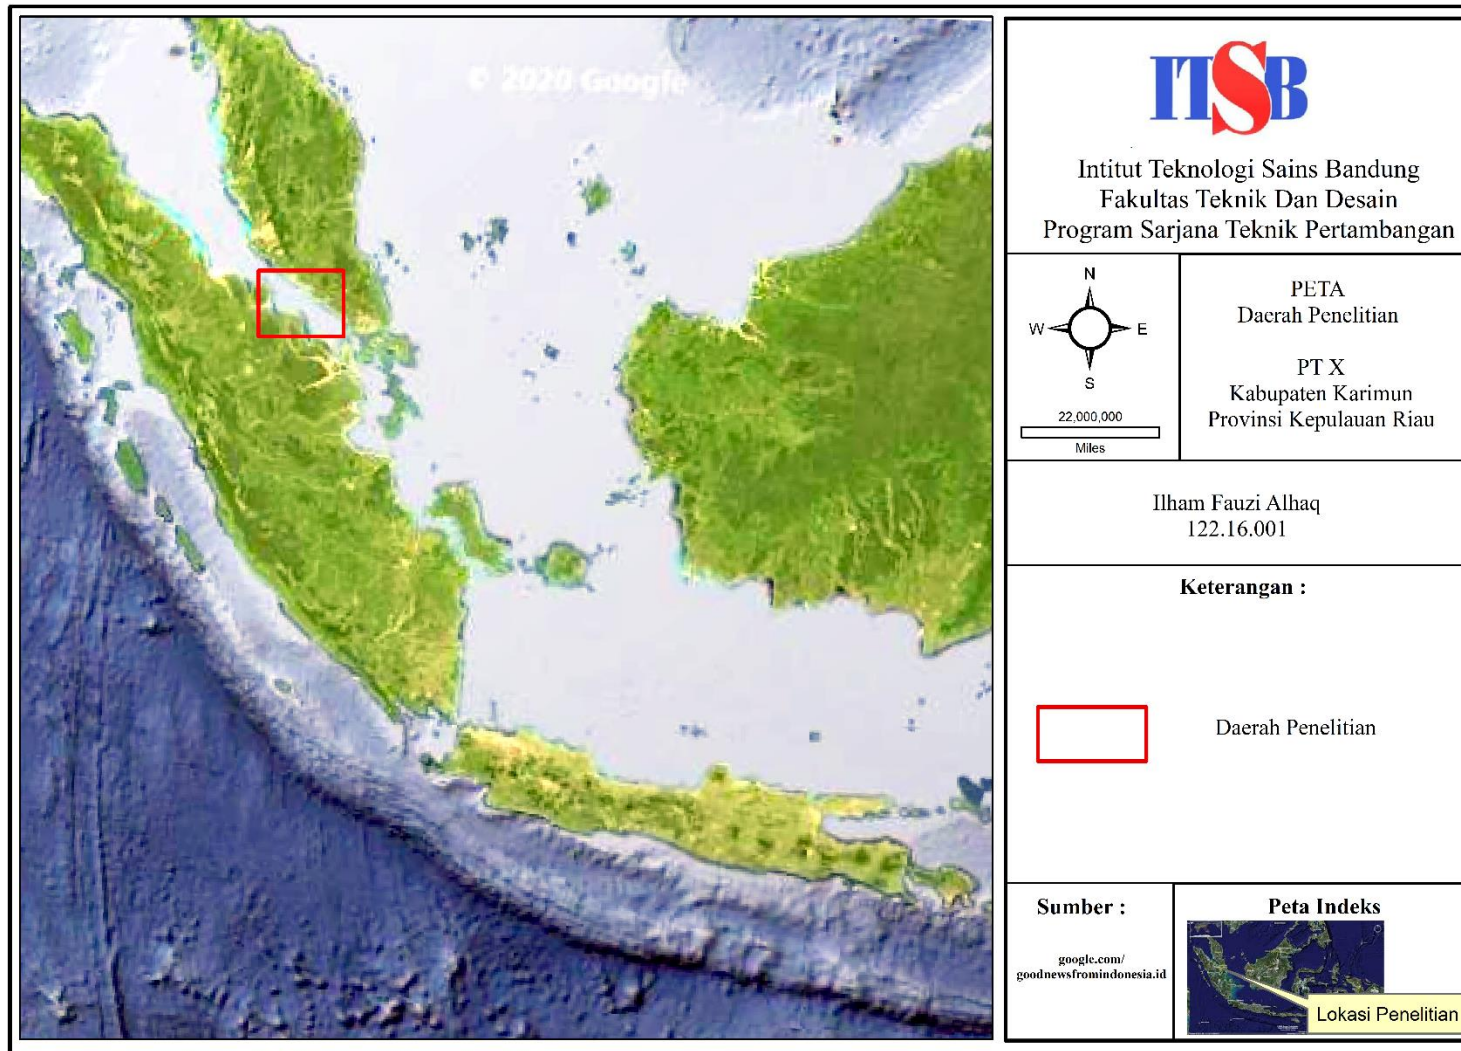 © 2020 Google
ITSB
Intitut Teknologi Sains Bandung
Fakultas Teknik Dan Desain
Program Sarjana Teknik Pertambangan
N
W
E
S
22,000,000
Miles
PETA
Daerah Penelitian
PT X
Kabupaten Karimun
Provinsi Kepulauan Riau
Ilham Fauzi Alhaq
122.16.001
Keterangan :
Daerah Penelitian
Sumber :
google.com/
goodnewsfromindonesia.id
Peta Indeks
Lokasi Penelitian